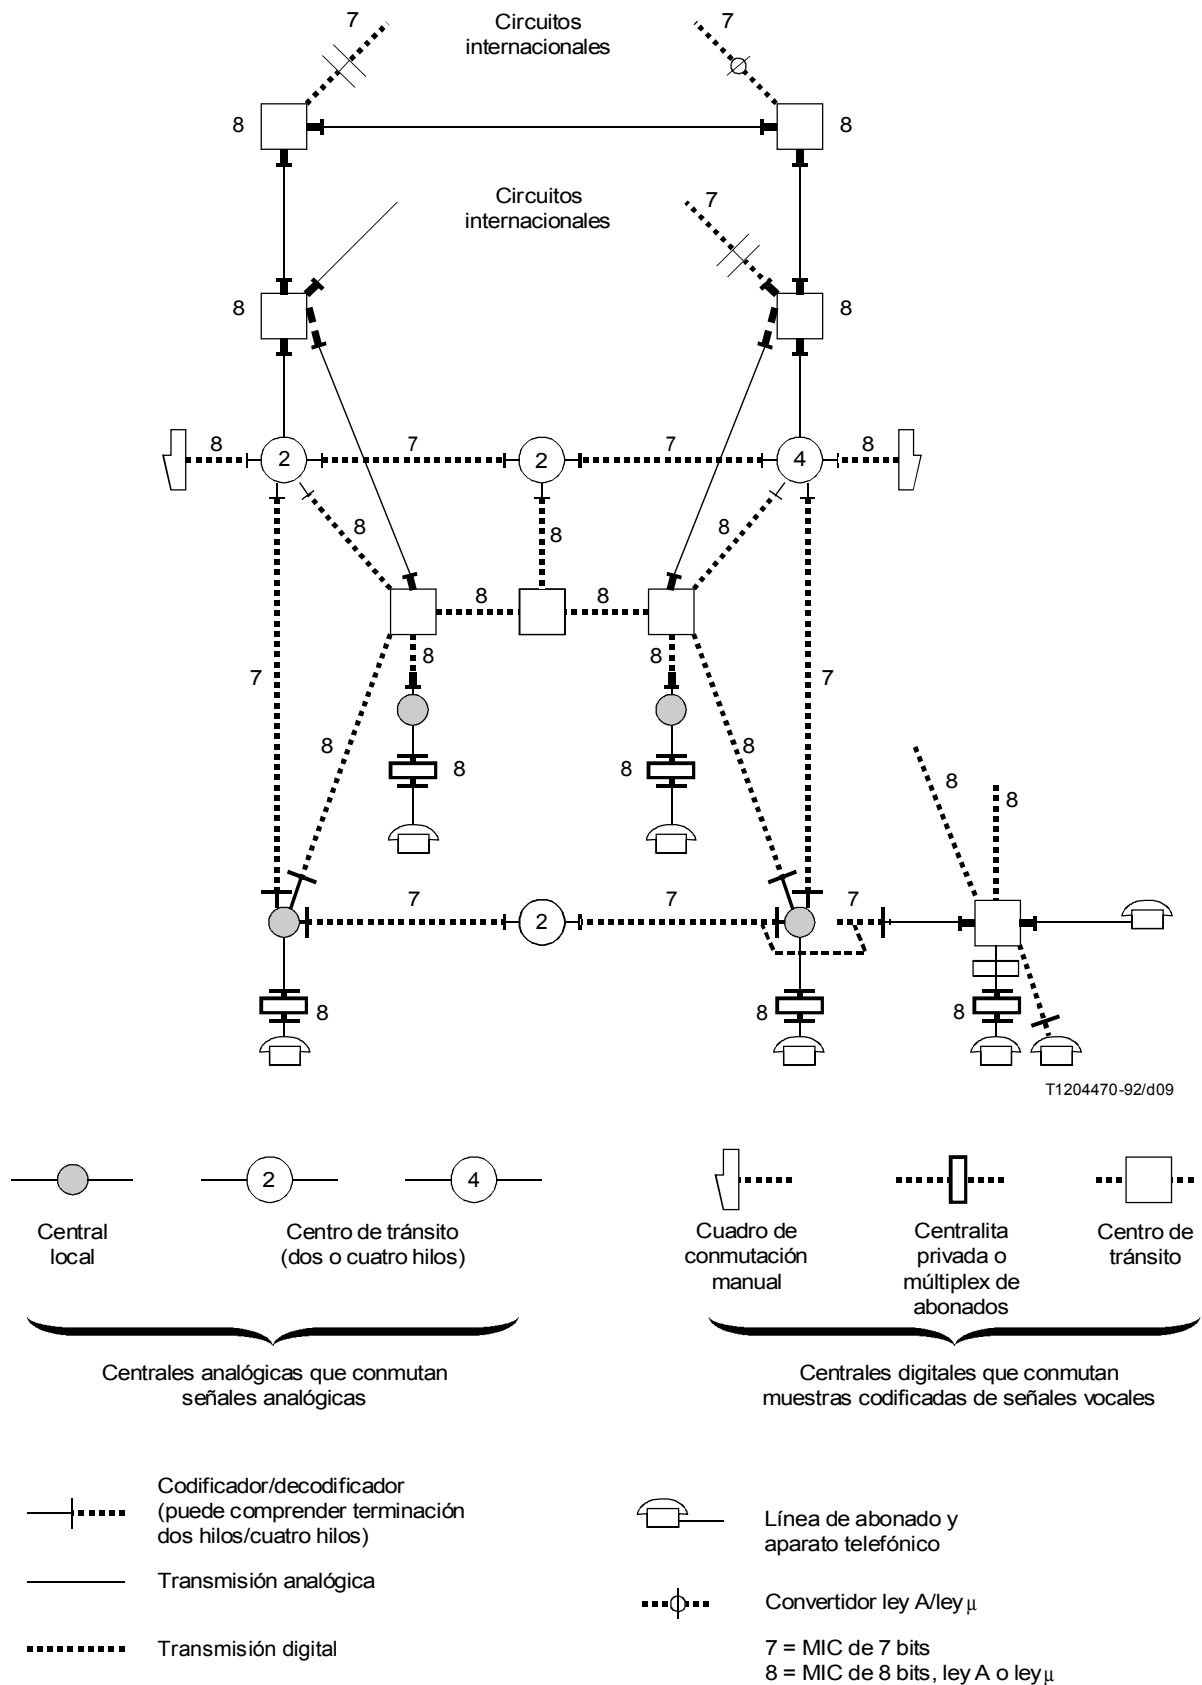 7
Circuitos
internacionales
7
8
8
Circuitos
internacionales
7
8
8
8
2
7
2
7
4
8
8
8
8
8
8
8
8
7
7
8
8
8
8
8
8
7
2
7
7
8
8
8
T1204470-92/d09
2
4
Central
local
Centro de tránsito
(dos o cuatro hilos)
Cuadro de
conmutación
manual
Centralita
privada o
múltiplex de
abonados
Centro de
tránsito
Centrales analógicas que conmutan
señales analógicas
Centrales digitales que conmutan
muestras codificadas de señales vocales
Codificador/decodificador
(puede comprender terminación
dos hilos/cuatro hilos)
Línea de abonado y
aparato telefónico
Transmisión analógica
Convertidor ley A/ley μ
Transmisión digital
7 = MIC de 7 bits
8 = MIC de 8 bits, ley A o ley μ